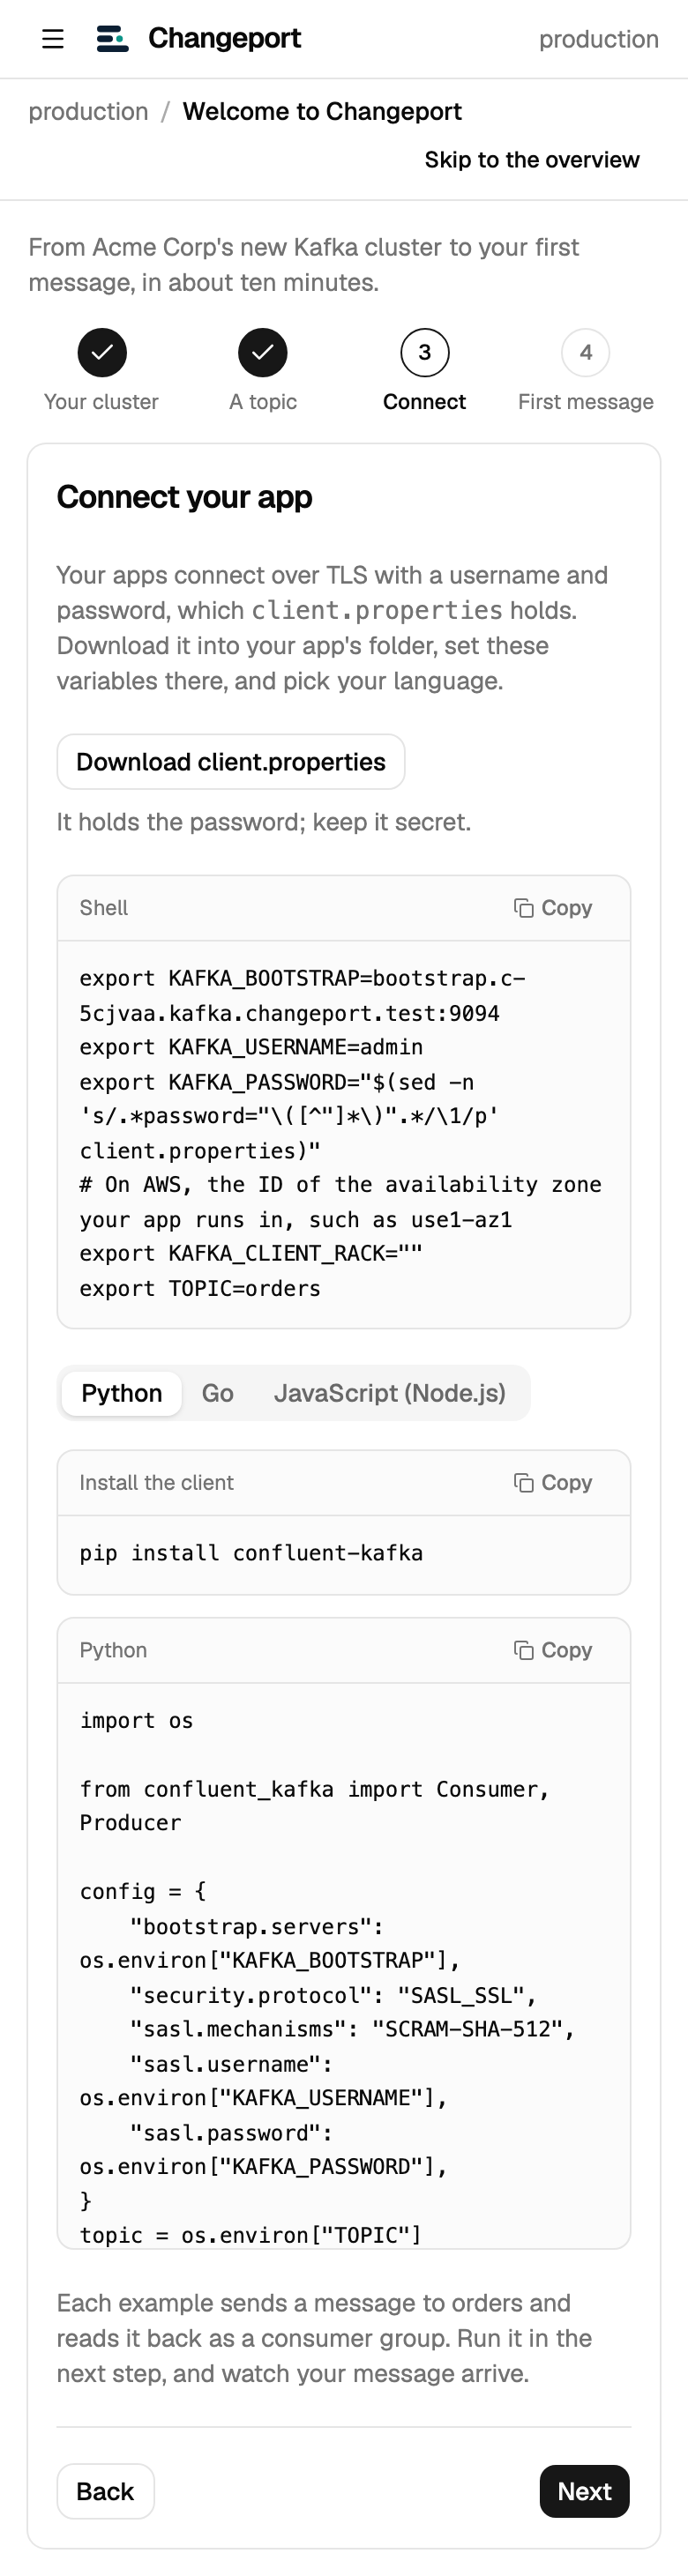 Changeport
production
production / Welcome to Changeport
Skip to the overview
From Acme Corp's new Kafka cluster to your first
message, in about ten minutes.
3
4
Your cluster
A topic
Connect
First message
Connect your app
Your apps connect over TLS with a username and
password, which client.properties holds.
Download it into your app's folder, set these
variables there, and pick your language.
Download client.properties
It holds the password; keep it secret.
Shell
Copy
export KAFKA_BOOTSTRAP=bootstrap.c-
5cjvaa.kafka.changeport.test:9094
export KAFKA_USERNAME=admin
export KAFKA_PASSWORD="$(sed -n
's/.*password="\([^"]*\)".*/\1/p'
client.properties)"
# On AWS, the ID of the availability zone
your app runs in, such as use1-az1
export KAFKA_CLIENT_RACK=""
export TOPIC=orders
Python
Go
JavaScript (Node.js)
Install the client
Copy
pip install confluent-kafka
Python
Copy
import os
from confluent_kafka import Consumer,
Producer
config = {
    "bootstrap.servers":
os.environ["KAFKA_BOOTSTRAP"],
    "security.protocol": "SASL_SSL",
    "sasl.mechanisms": "SCRAM-SHA-512",
    "sasl.username":
os.environ["KAFKA_USERNAME"],
    "sasl.password":
os.environ["KAFKA_PASSWORD"],
}
topic = os.environ["TOPIC"]
Each example sends a message to orders and
reads it back as a consumer group. Run it in the
next step, and watch your message arrive.
Back
Next